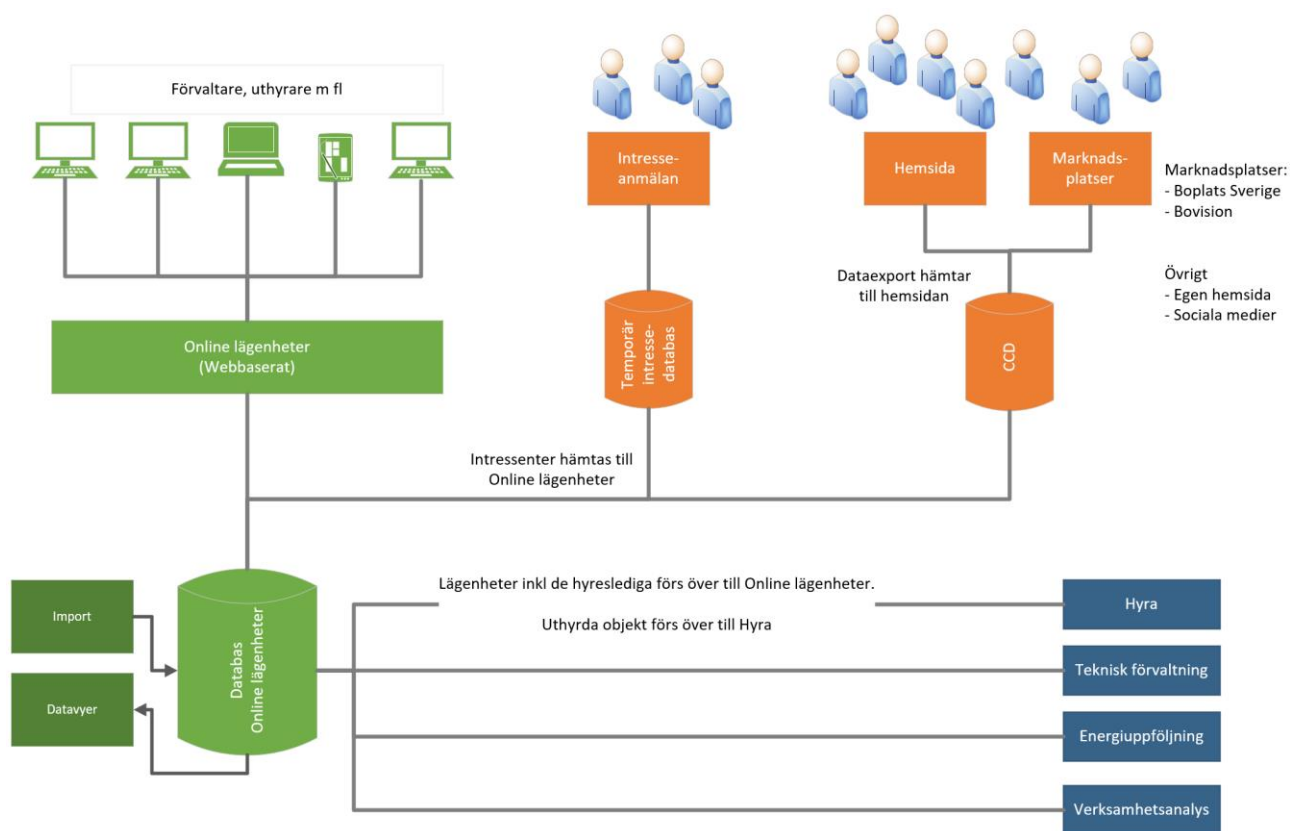 Förvaltare, uthyrare m fl
Intresse-
anmälan
Hemsida
Marknads-
platser
Marknadsplatser:
- Boplats Sverige
- Bovision
Övrigt
- Egen hemsida
- Sociala medier
Dataexport hämtar
till hemsidan
Online lägenheter
(Webbaserat)
Temporär
intresse-
databas
CCD
Intressenter hämtas till
Online lägenheter
Import
Datavyer
Databas
Online lägenheter
Lägenheter inkl de hyreslediga förs över till Online lägenheter.
Uthyrda objekt förs över till Hyra
Hyra
Teknisk förvaltning
Energiuppföljning
Verksamhetsanalys